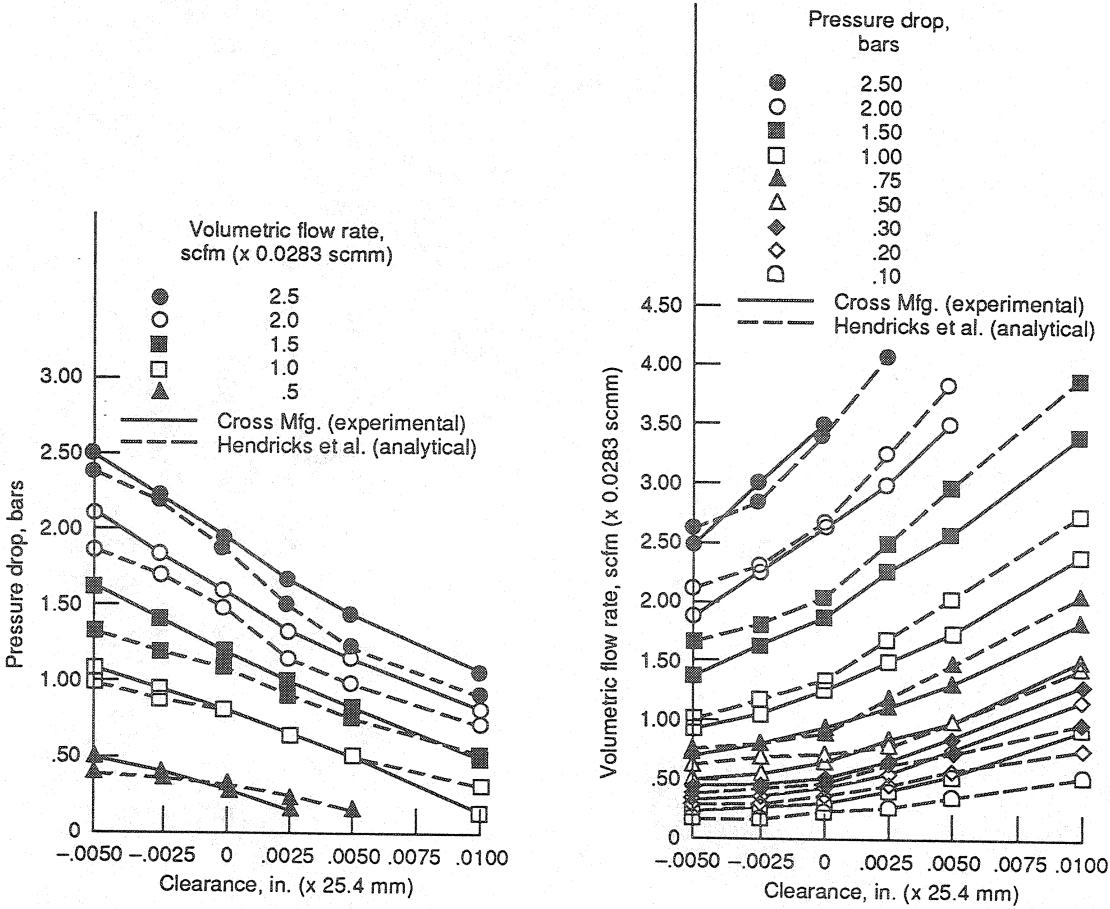 Volumetric flow rate,
scfm (x 0.0283 scmm)
2.5
2.0
1.5
1.0
.5
Cross Mfg. (experimental)
Hendricks et al. (analytical)
3.00
2.50
2.00
1.50
1.00
.50
0
Pressure drop, bars
-.0050 -.0025 0 .0025 .0050 .0075 .0100
Clearance, in. (x 25.4 mm)
Pressure drop,
bars
2.50
2.00
1.50
1.00
.75
.50
.30
.20
.10
Cross Mfg. (experimental)
Hendricks et al. (analytical)
4.50
4.00
3.50
3.00
2.50
2.00
1.50
1.00
.50
0
Volumetric flow rate, scfm (x 0.0283 scmm)
-.0050 -.0025 0 .0025 .0050 .0075 .0100
Clearance, in. (x 25.4 mm)